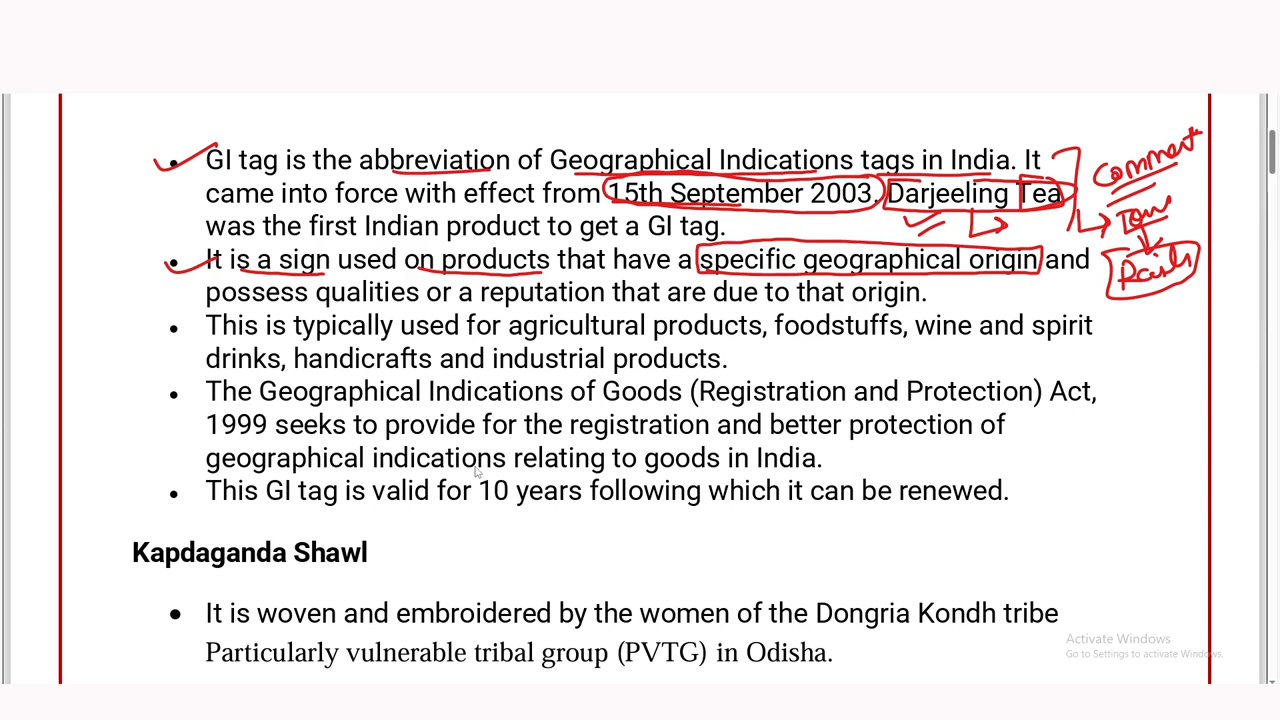 GI tag is the abbreviation of Geographical Indications tags in India. It
came into force with effect from 15th September 2003. Darjeeling Tea
was the first Indian product to get a GI tag.
It is a sign used on products that have a specific geographical origin and
possess qualities or a reputation that are due to that origin.
This is typically used for agricultural products, foodstuffs, wine and spirit
drinks, handicrafts and industrial products.
The Geographical Indications of Goods (Registration and Protection) Act,
1999 seeks to provide for the registration and better protection of
geographical indications relating to goods in India.
This GI tag is valid for 10 years following which it can be renewed.
Kapdaganda Shawl
It is woven and embroidered by the women of the Dongria Kondh tribe
Particularly vulnerable tribal group (PVTG) in Odisha.
Comment
Activate Windows
Go to Settings to activate Windows.